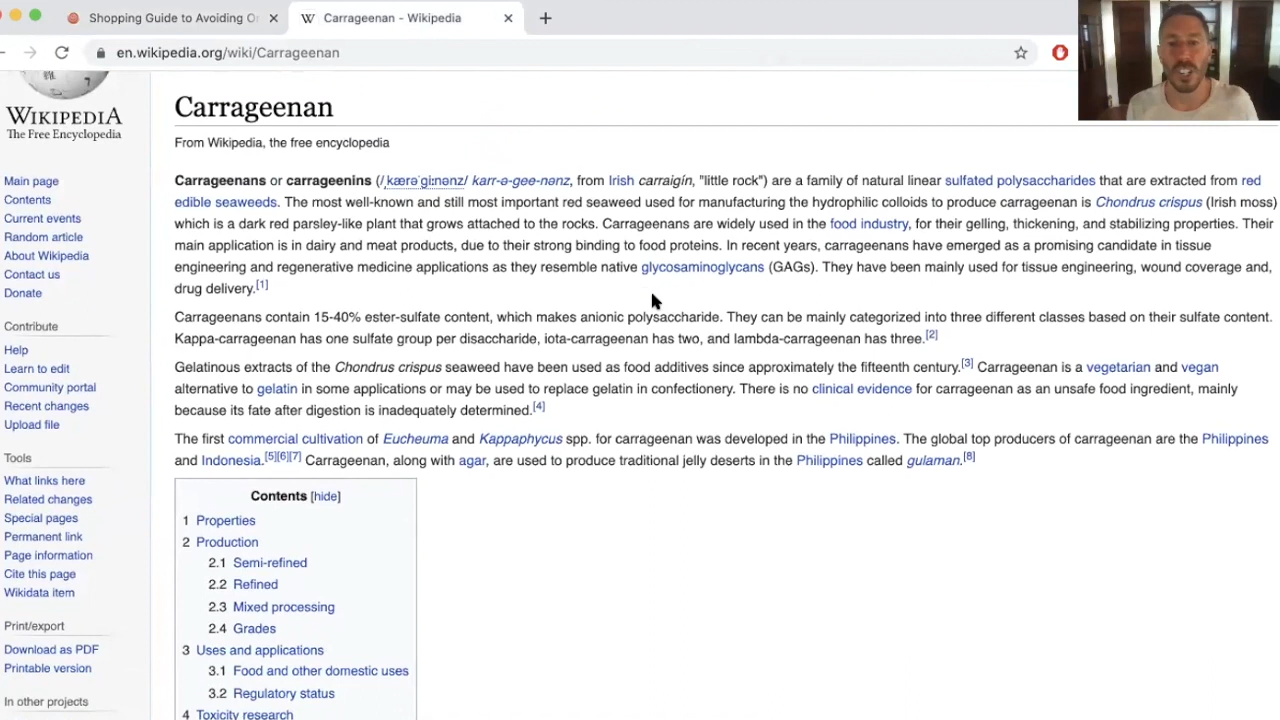 Shopping Guide to Avoiding Or
Carrageenan - Wikipedia
en.wikipedia.org/wiki/Carrageenan
WIKIPEDIA
The Free Encyclopedia
Main page
Contents
Current events
Random article
About Wikipedia
Contact us
Donate
Contribute
Help
Learn to edit
Community portal
Recent changes
Upload file
Tools
What links here
Related changes
Special pages
Permanent link
Page information
Cite this page
Wikidata item
Print/export
Download as PDF
Printable version
In other projects
Carrageenan
From Wikipedia, the free encyclopedia
Carrageenans or carrageenins (/ˌkærəˈɡiːnənz/ karr-ə-gee-nənz, from Irish carraigín, "little rock") are a family of natural linear sulfated polysaccharides that are extracted from red
edible seaweeds. The most well-known and still most important red seaweed used for manufacturing the hydrophilic colloids to produce carrageenan is Chondrus crispus (Irish moss)
which is a dark red parsley-like plant that grows attached to the rocks. Carrageenans are widely used in the food industry, for their gelling, thickening, and stabilizing properties. Their
main application is in dairy and meat products, due to their strong binding to food proteins. In recent years, carrageenans have emerged as a promising candidate in tissue
engineering and regenerative medicine applications as they resemble native glycosaminoglycans (GAGs). They have been mainly used for tissue engineering, wound coverage and,
drug delivery.[1]
Carrageenans contain 15-40% ester-sulfate content, which makes anionic polysaccharide. They can be mainly categorized into three different classes based on their sulfate content.
Kappa-carrageenan has one sulfate group per disaccharide, iota-carrageenan has two, and lambda-carrageenan has three.[2]
Gelatinous extracts of the Chondrus crispus seaweed have been used as food additives since approximately the fifteenth century.[3] Carrageenan is a vegetarian and vegan
alternative to gelatin in some applications or may be used to replace gelatin in confectionery. There is no clinical evidence for carrageenan as an unsafe food ingredient, mainly
because its fate after digestion is inadequately determined.[4]
The first commercial cultivation of Eucheuma and Kappaphycus spp. for carrageenan was developed in the Philippines. The global top producers of carrageenan are the Philippines
and Indonesia.[5][6][7] Carrageenan, along with agar, are used to produce traditional jelly deserts in the Philippines called gulaman.[8]
Contents [hide]
1 Properties
2 Production
2.1 Semi-refined
2.2 Refined
2.3 Mixed processing
2.4 Grades
3 Uses and applications
3.1 Food and other domestic uses
3.2 Regulatory status
4 Toxicity research